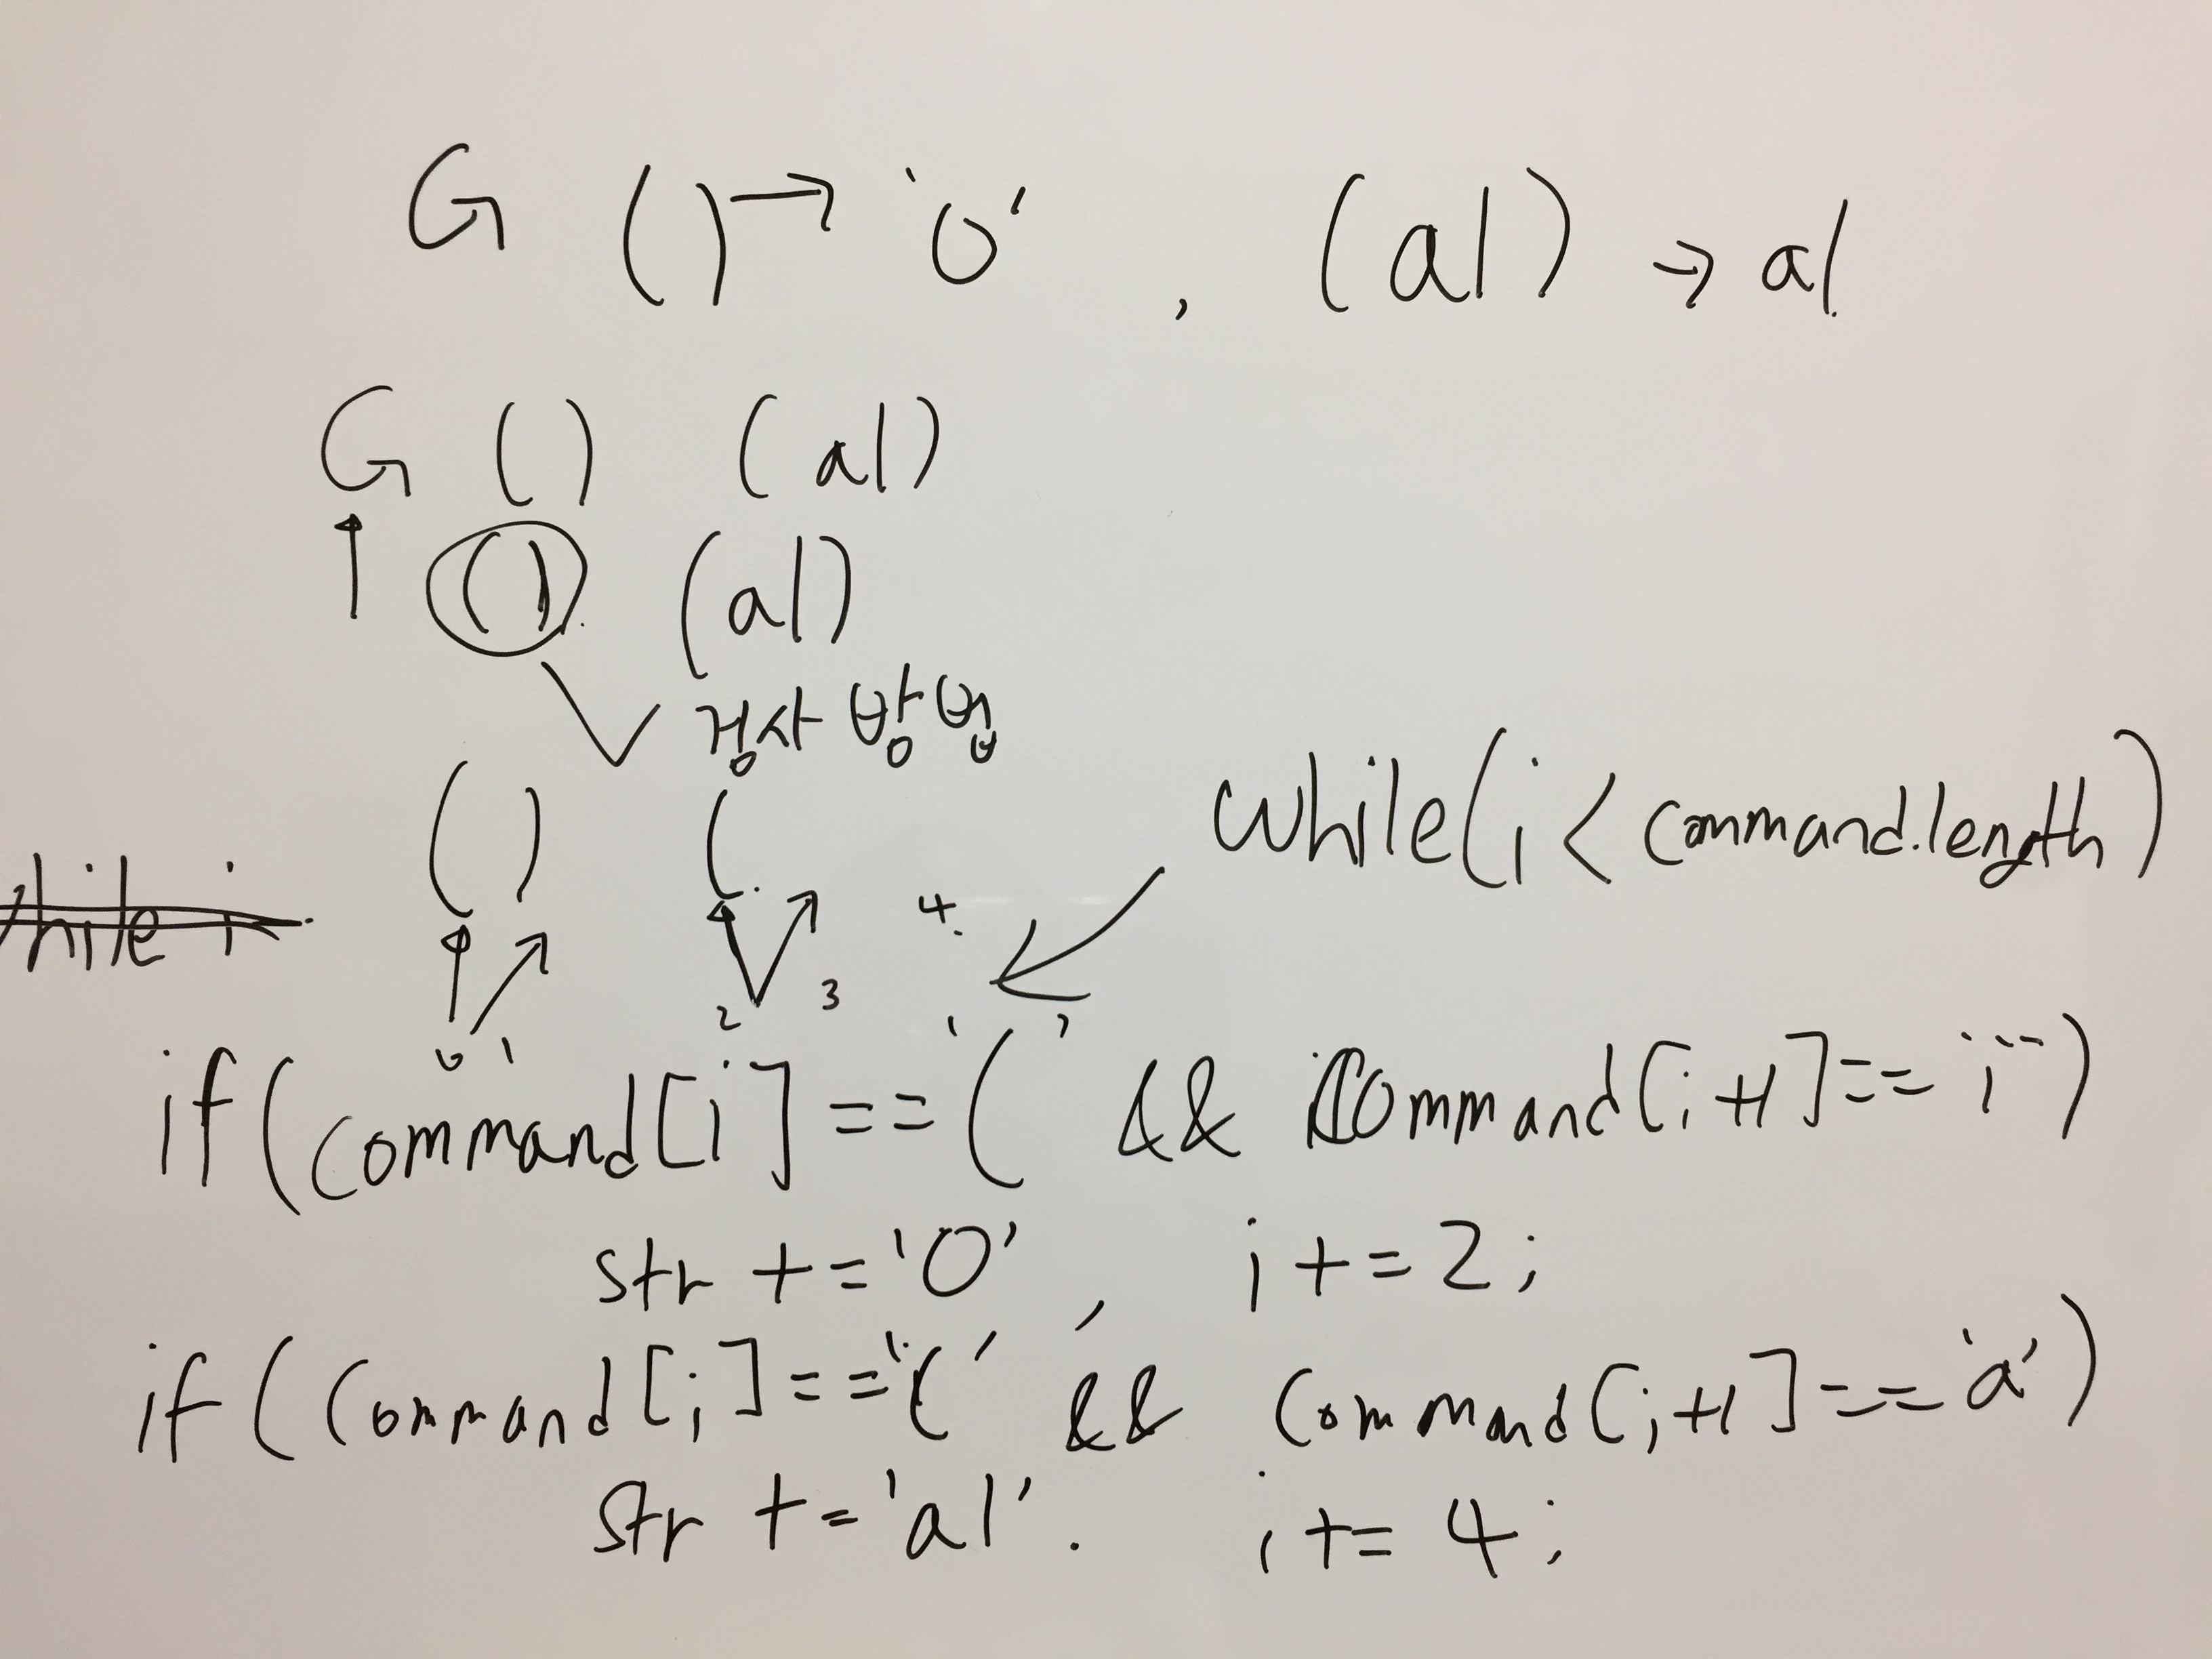 G () → 'O' , (al) → al
G () (al)
() (al)
검사 방법
() (
while(i < command.length)
4.
2 3
0 1
if(command[i] == '(' && command[i+1] ==
str += 'O', i += 2;
if(command[i] == '(' && command[i+1] == 'a')
str += 'al'. i += 4;